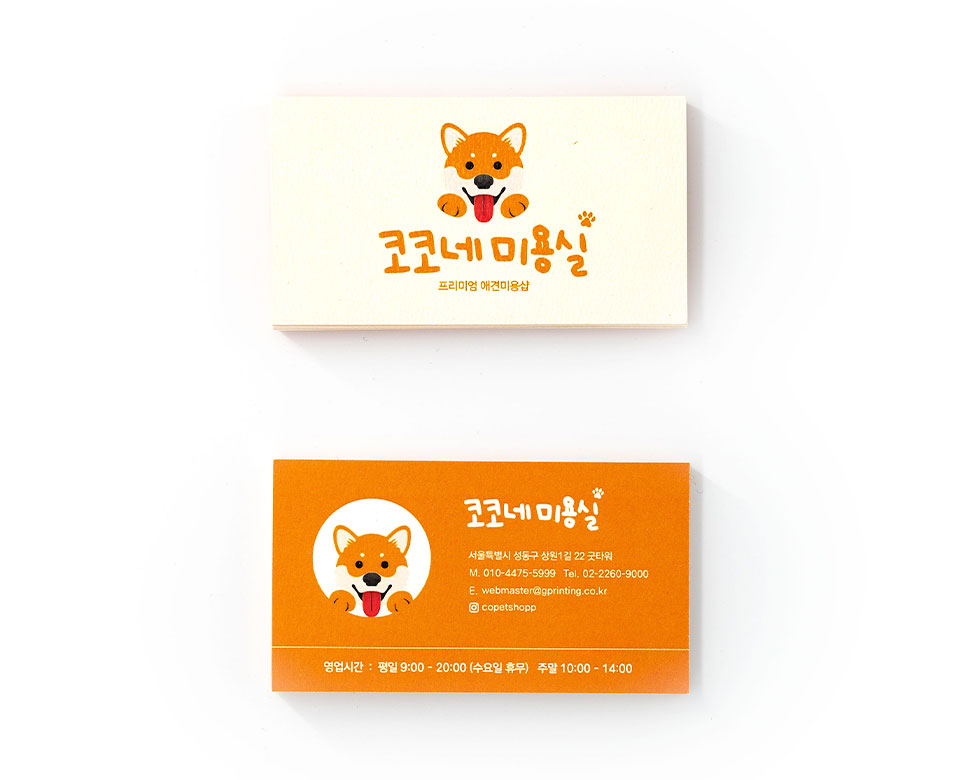 코코네 미용실
프리미엄 애견미용샵
코코네 미용실
서울특별시 성동구 상원1길 22 굿타워
M. 010-4475-5999 Tel. 02-2260-9000
E. webmaster@gprinting.co.kr
copetshopp
영업시간 : 평일 9:00 - 20:00 (수요일 휴무) 주말 10:00 - 14:00